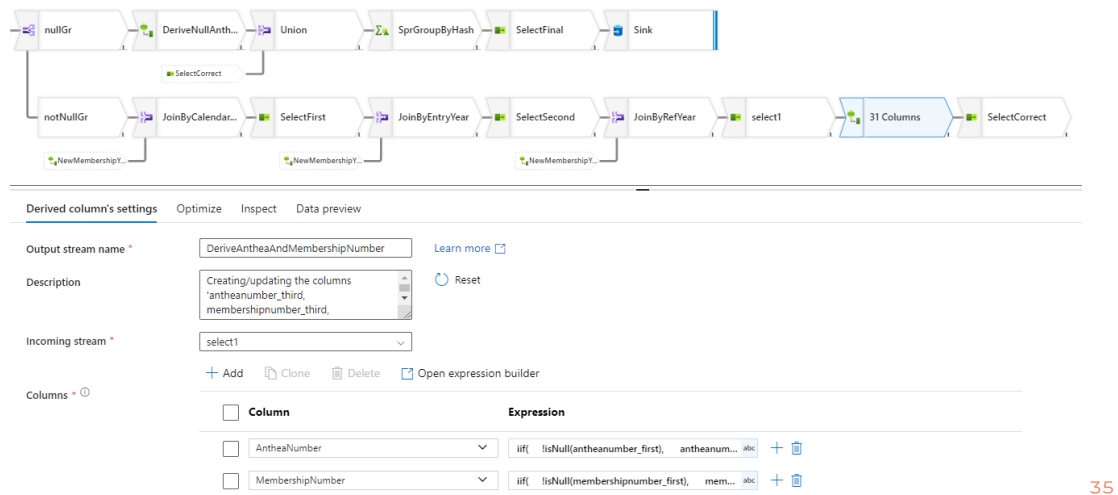 nullGr
DeriveNullAnth...
Union
SprGroupByHash
SelectFinal
Sink
SelectCorrect
notNullGr
JoinByCalendar...
SelectFirst
JoinByEntryYear
SelectSecond
JoinByRefYear
select1
31 Columns
SelectCorrect
NewMembershipY...
NewMembershipY...
NewMembershipY...
Derived column's settings Optimize Inspect Data preview
Output stream name * DeriveAntheaAndMembershipNumber Learn more
Description Creating/updating the columns Reset
'antheanumber_third,
membershipnumber_third,
Incoming stream * select1
+ Add Clone Delete Open expression builder
Columns *
Column Expression
AntheaNumber iif( !isNull(antheanumber_first), antheanum... abc
MembershipNumber iif( !isNull(membershipnumber_first), mem... abc
35